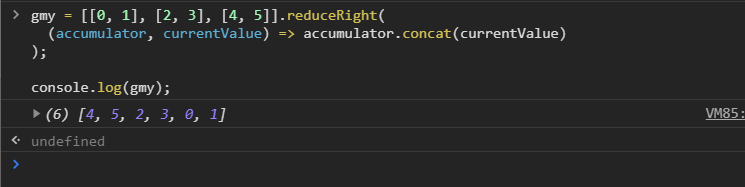 > gmy = [[0, 1], [2, 3], [4, 5]].reduceRight(
(accumulator, currentValue) => accumulator.concat(currentValue)
);
console.log(gmy);
▶ (6) [4, 5, 2, 3, 0, 1] VM85:
undefined
>